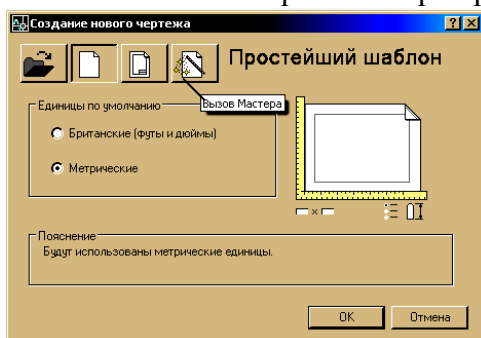 Создание нового чертежа
Простейший шаблон
Вызов Мастера
Единицы по умолчанию
Британские (футы и дюймы)
Метрические
Пояснение
Будут использованы метрические единицы.
OK
Отмена